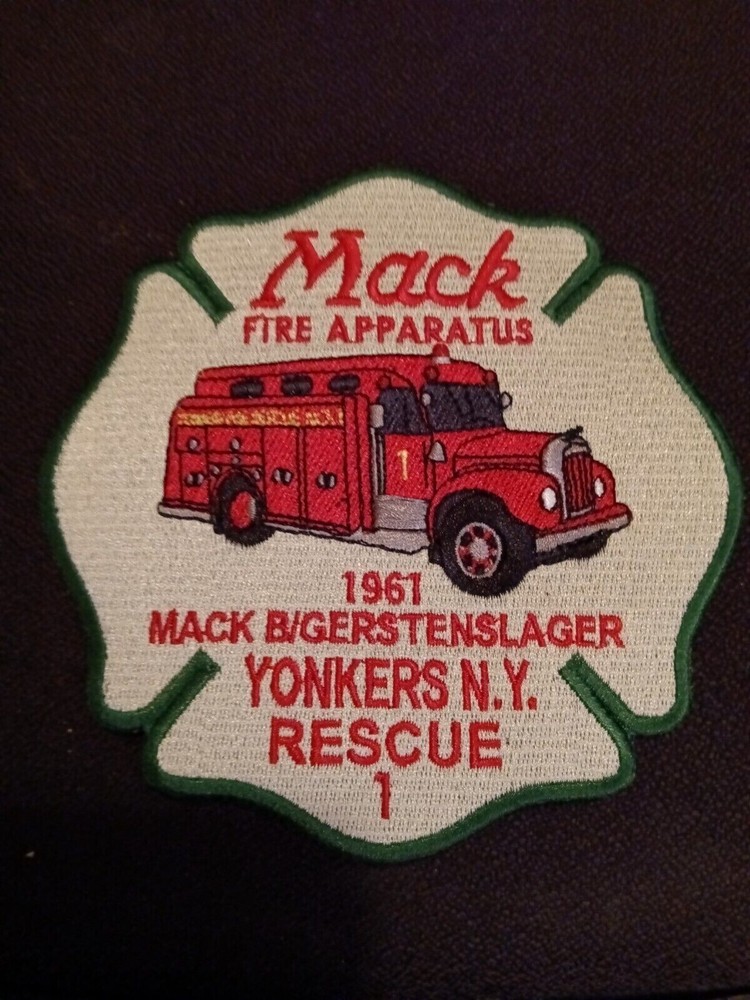 Mack
FIRE APPARATUS
1
1961
MACK B/GERSTENSLAGER
YONKERS N.Y.
RESCUE
1